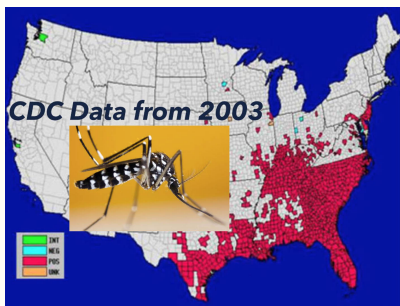 CDC Data from 2003
INT
NEG
POS
UNK